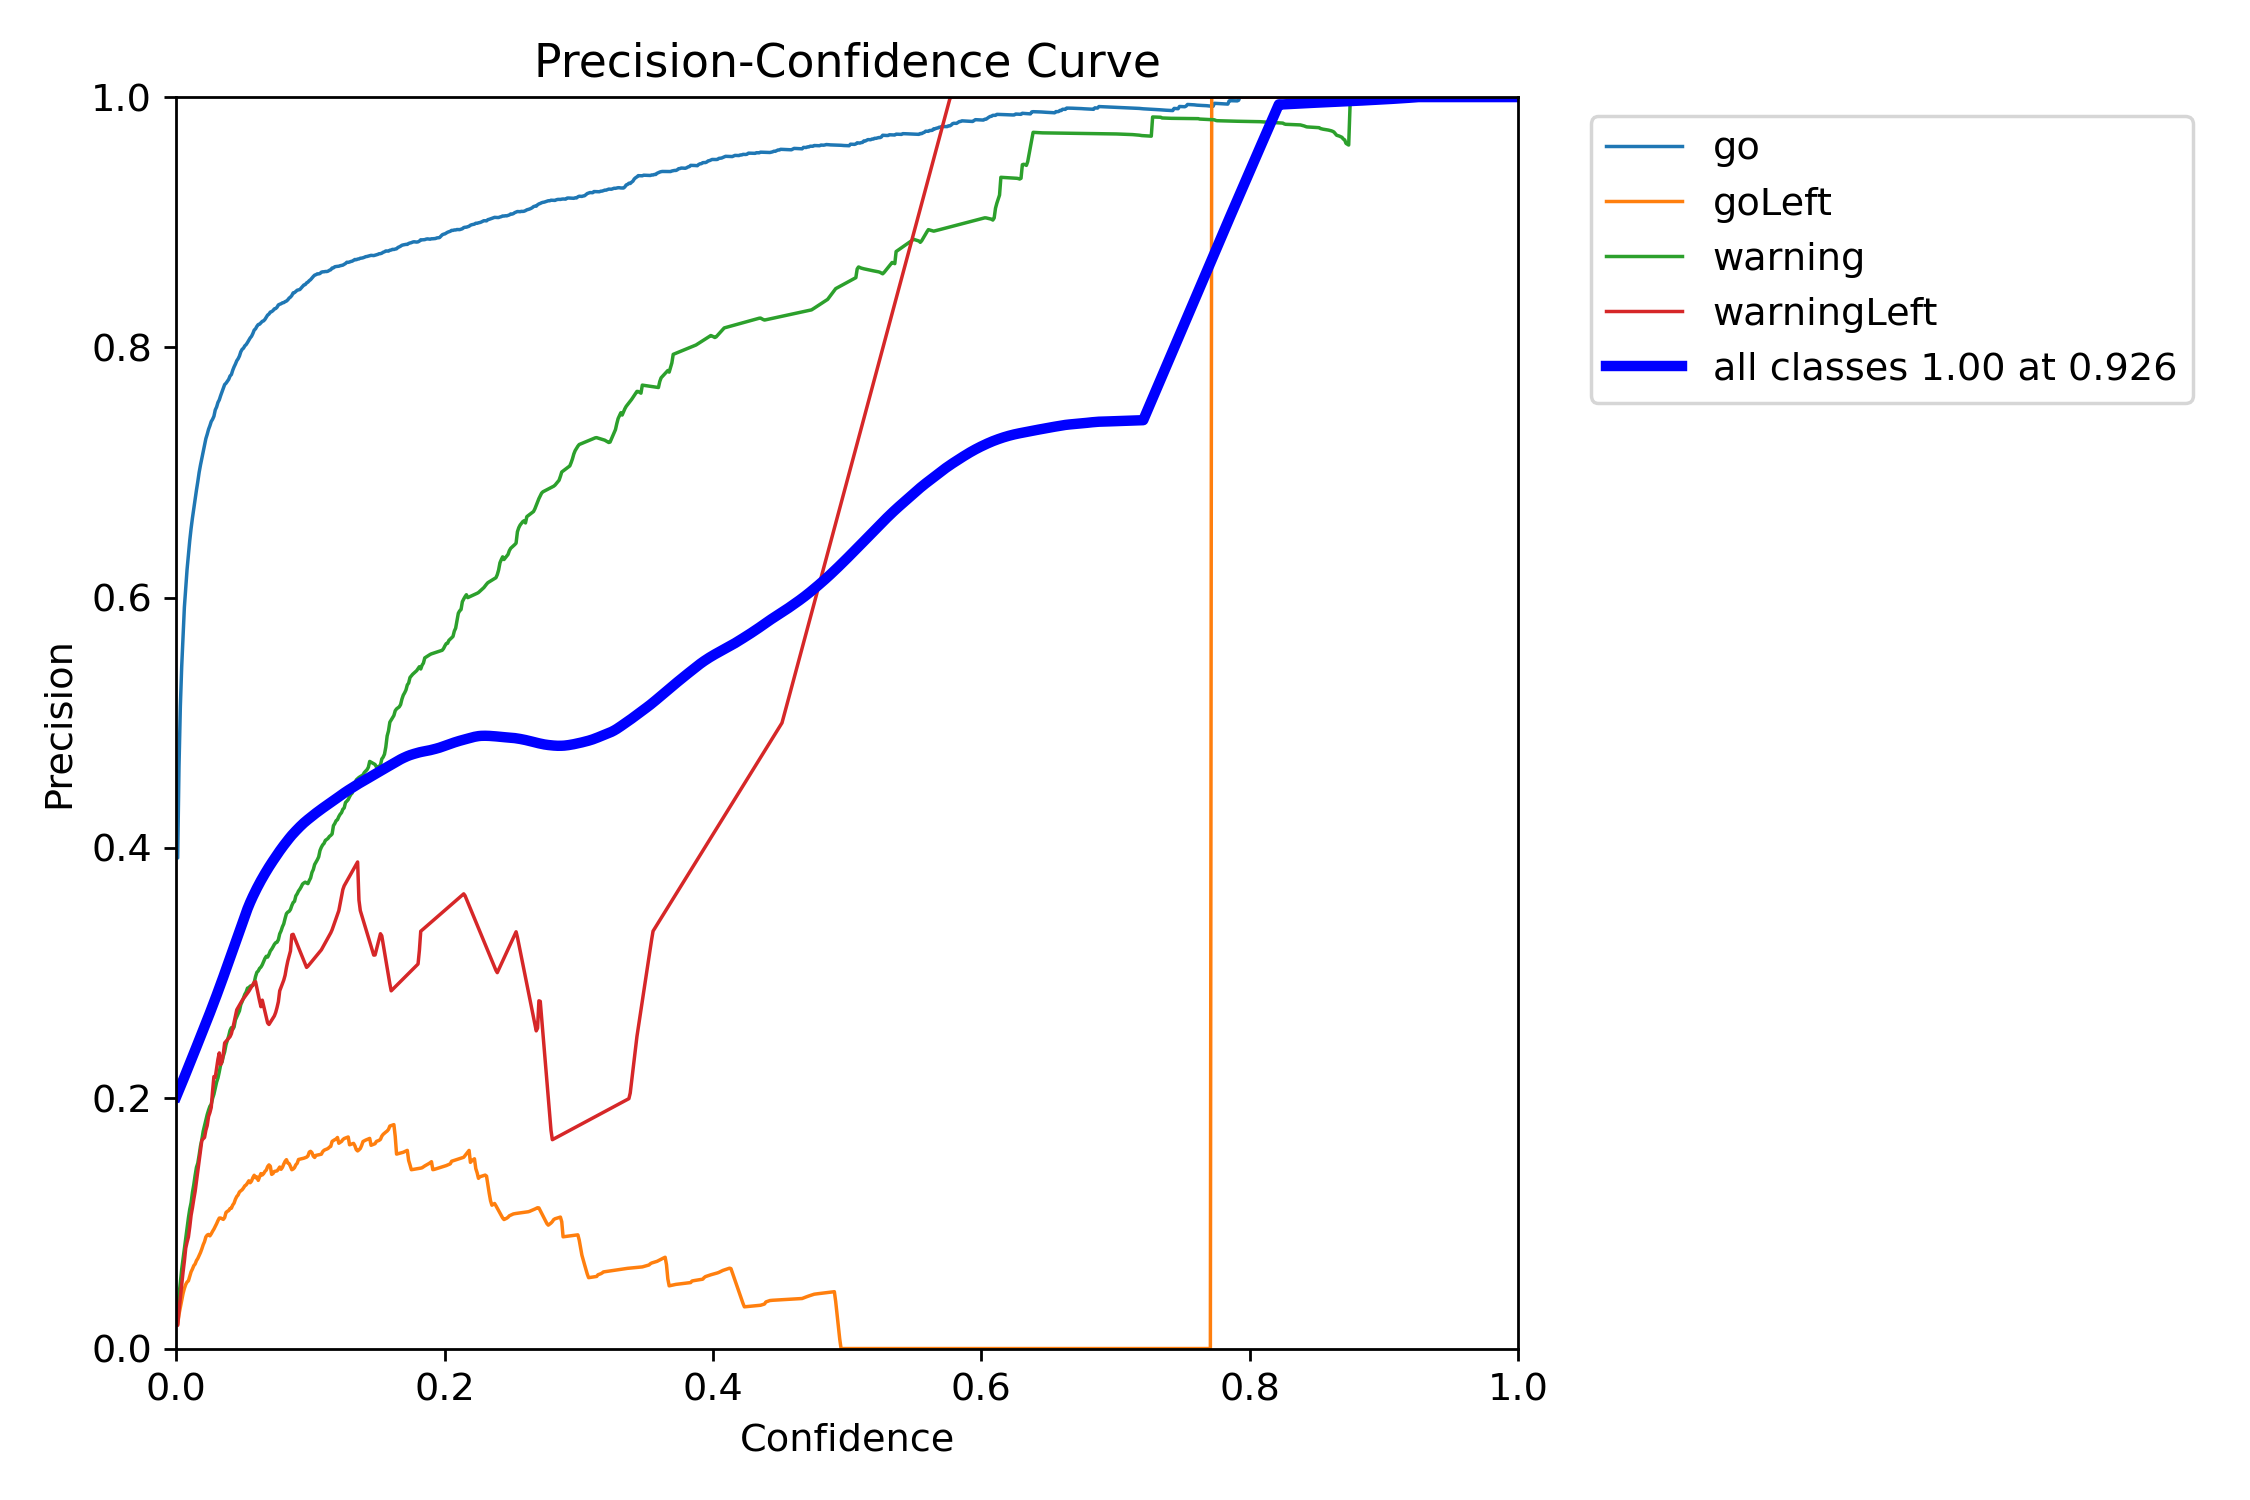 Precision-Confidence Curve
1.0
0.8
0.6
0.4
0.2
0.0
Precision
0.0 0.2 0.4 0.6 0.8 1.0
Confidence
go
goLeft
warning
warningLeft
all classes 1.00 at 0.926